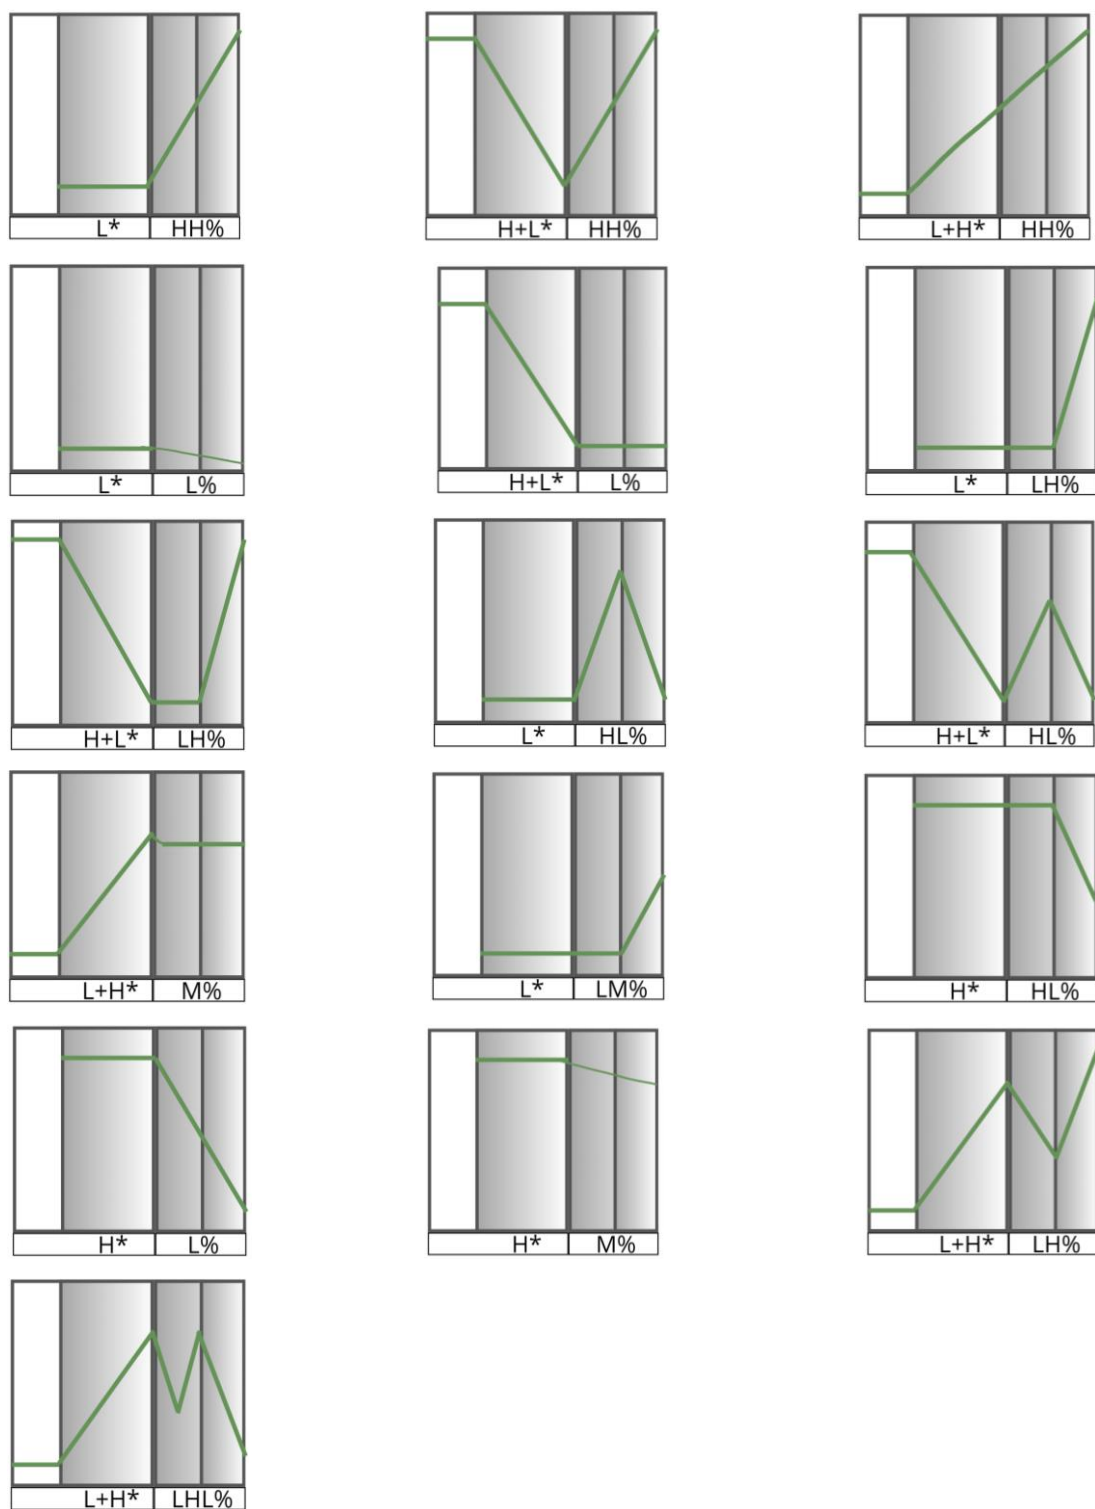 L* HH% H+L* HH% L+H* HH%
L* L% H+L* L% L* LH%
H+L* LH% L* HL% H+L* HL%
L+H* M% L* LM% H* HL%
H* L% H* M% L+H* LH%
L+H* LHL%